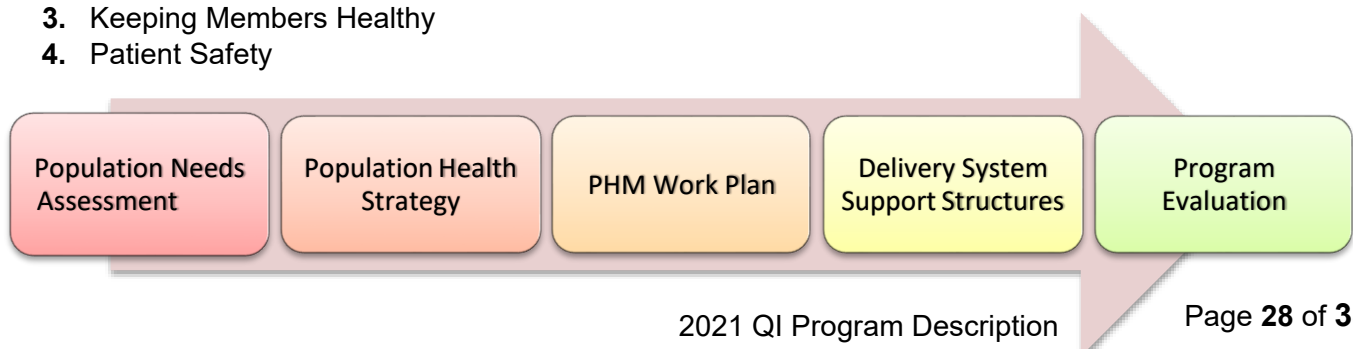 3. Keeping Members Healthy
4. Patient Safety
Population Needs
Assessment
Population Health
Strategy
PHM Work Plan
Delivery System
Support Structures
Program
Evaluation
2021 QI Program Description
Page 28 of 3